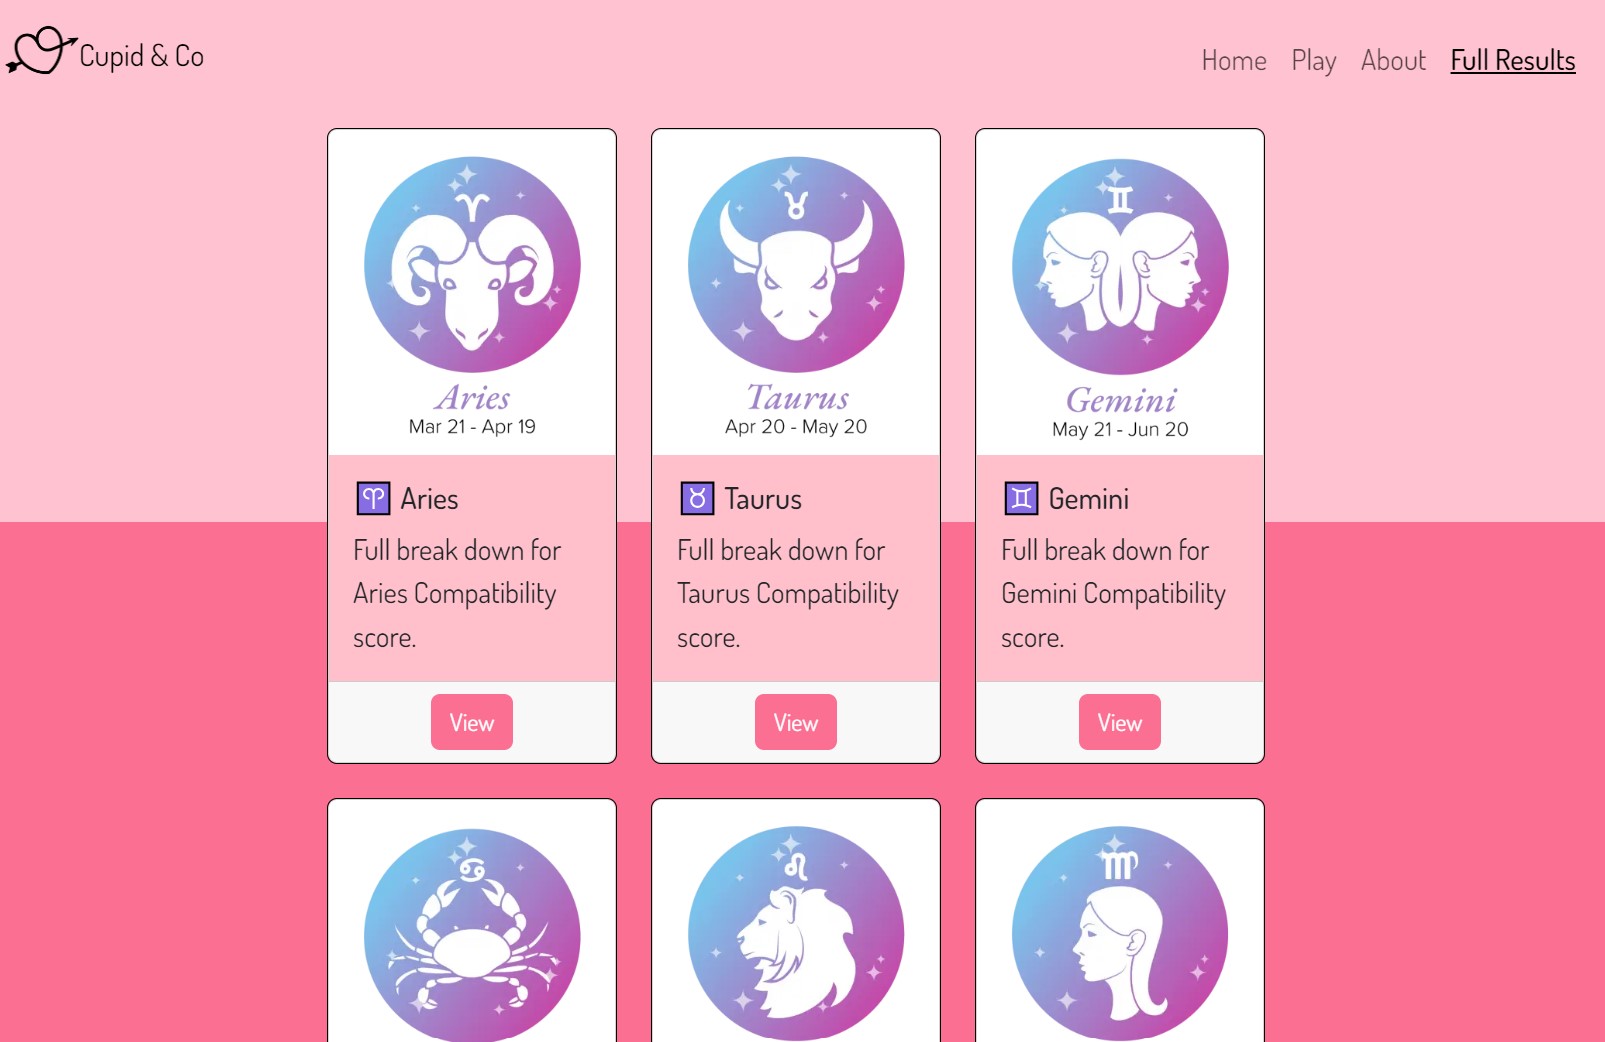 Cupid & Co
Home Play About Full Results
♈
Aries
Mar 21 - Apr 19
♉
Taurus
Apr 20 - May 20
♊
Gemini
May 21 - Jun 20
♈ Aries
Full break down for
Aries Compatibility
score.
View
♉ Taurus
Full break down for
Taurus Compatibility
score.
View
♊ Gemini
Full break down for
Gemini Compatibility
score.
View
♋
♌
♍